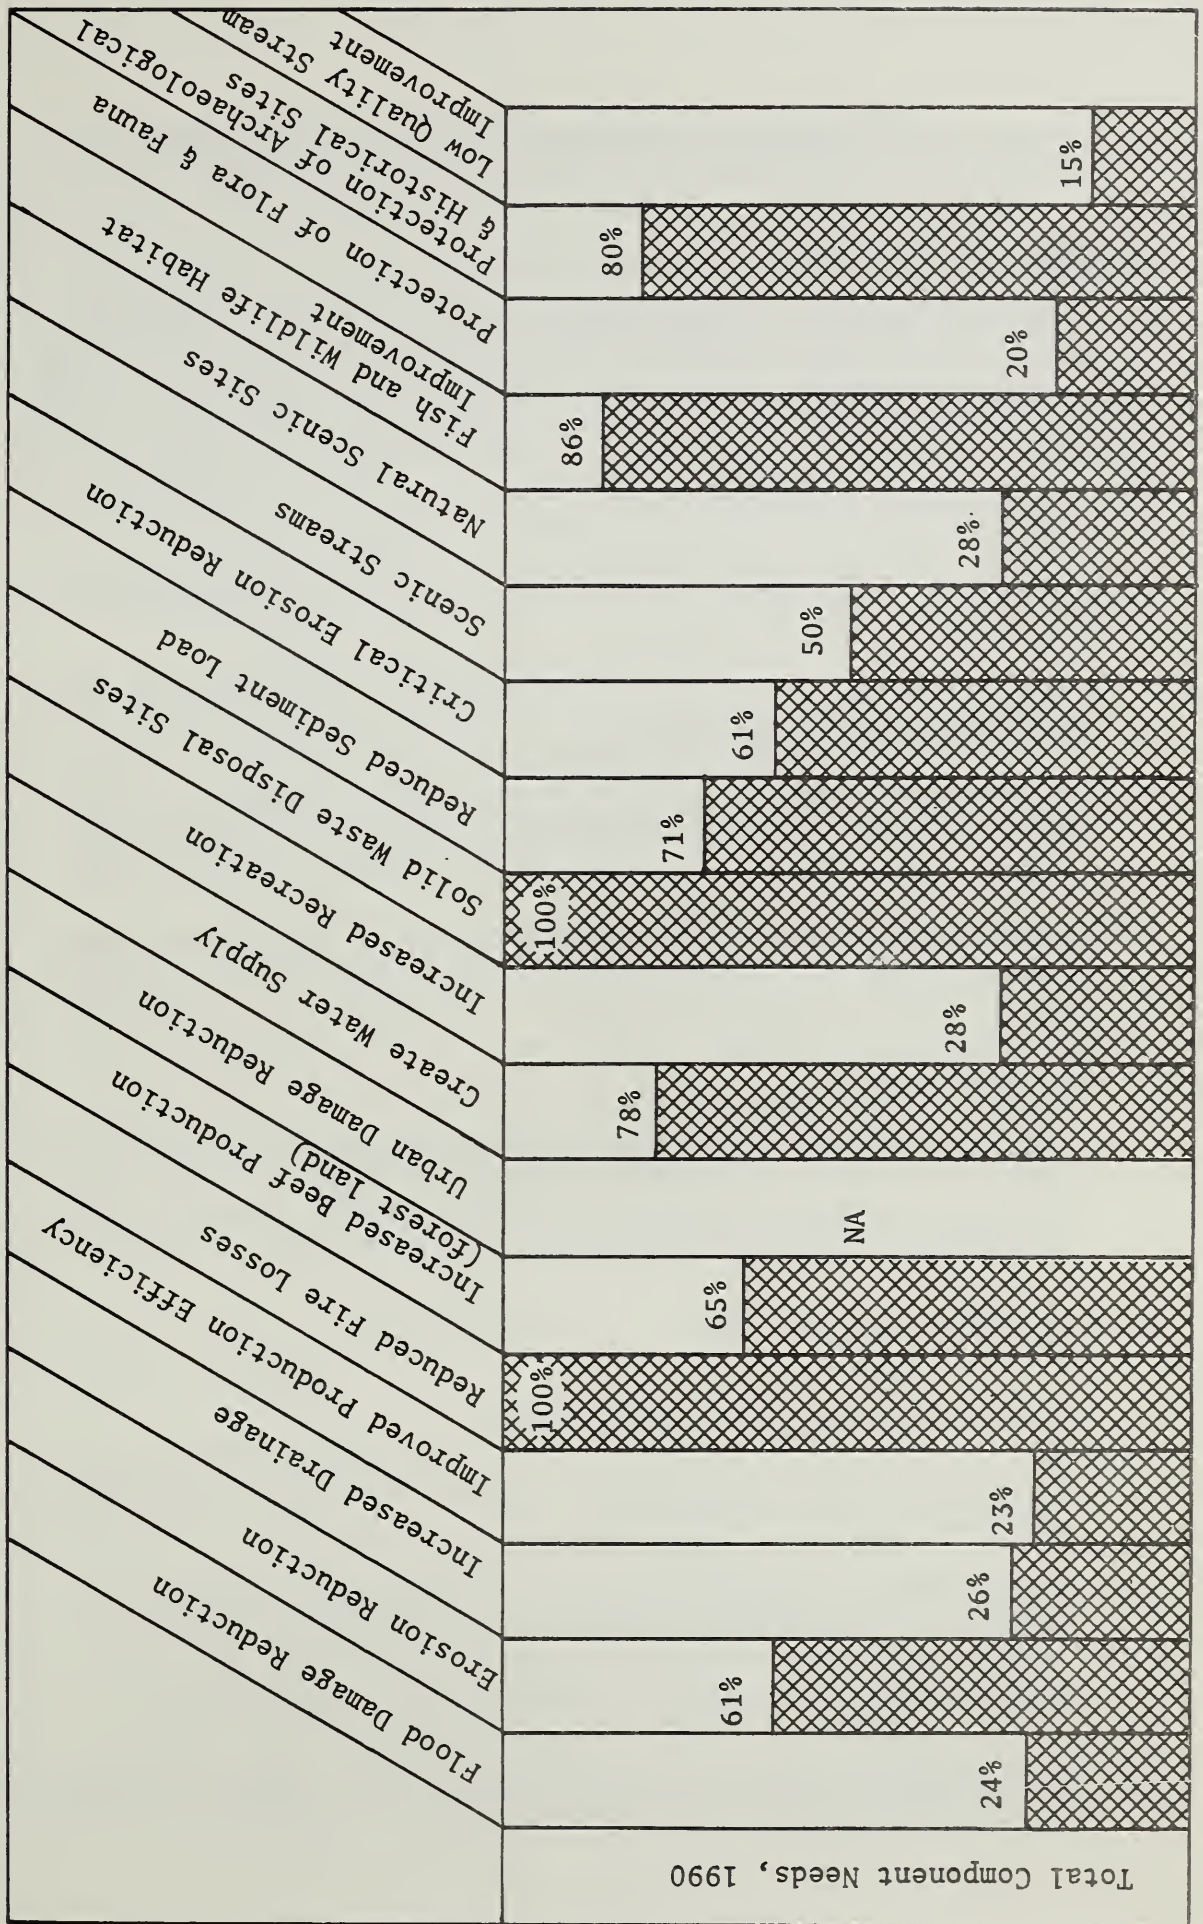 Total Component Needs, 1990
Flood Damage Reduction
24%
Erosion Reduction
61%
Increased Drainage
26%
Improved Production Efficiency
23%
Reduced Fire Losses
100%
Increased Beef Production
(forest land)
65%
Urban Damage Reduction
NA
Create Water Supply
78%
Increased Recreation
28%
Solid Waste Disposal Sites
100%
Reduced Sediment Load
71%
Critical Erosion Reduction
61%
Scenic Streams
50%
Natural Scenic Sites
28%
Fish and Wildlife Habitat
Improvement
86%
Protection of Flora & Fauna
20%
Protection of Archaeological
& Historical Sites
80%
Low Quality Stream
Improvement
15%